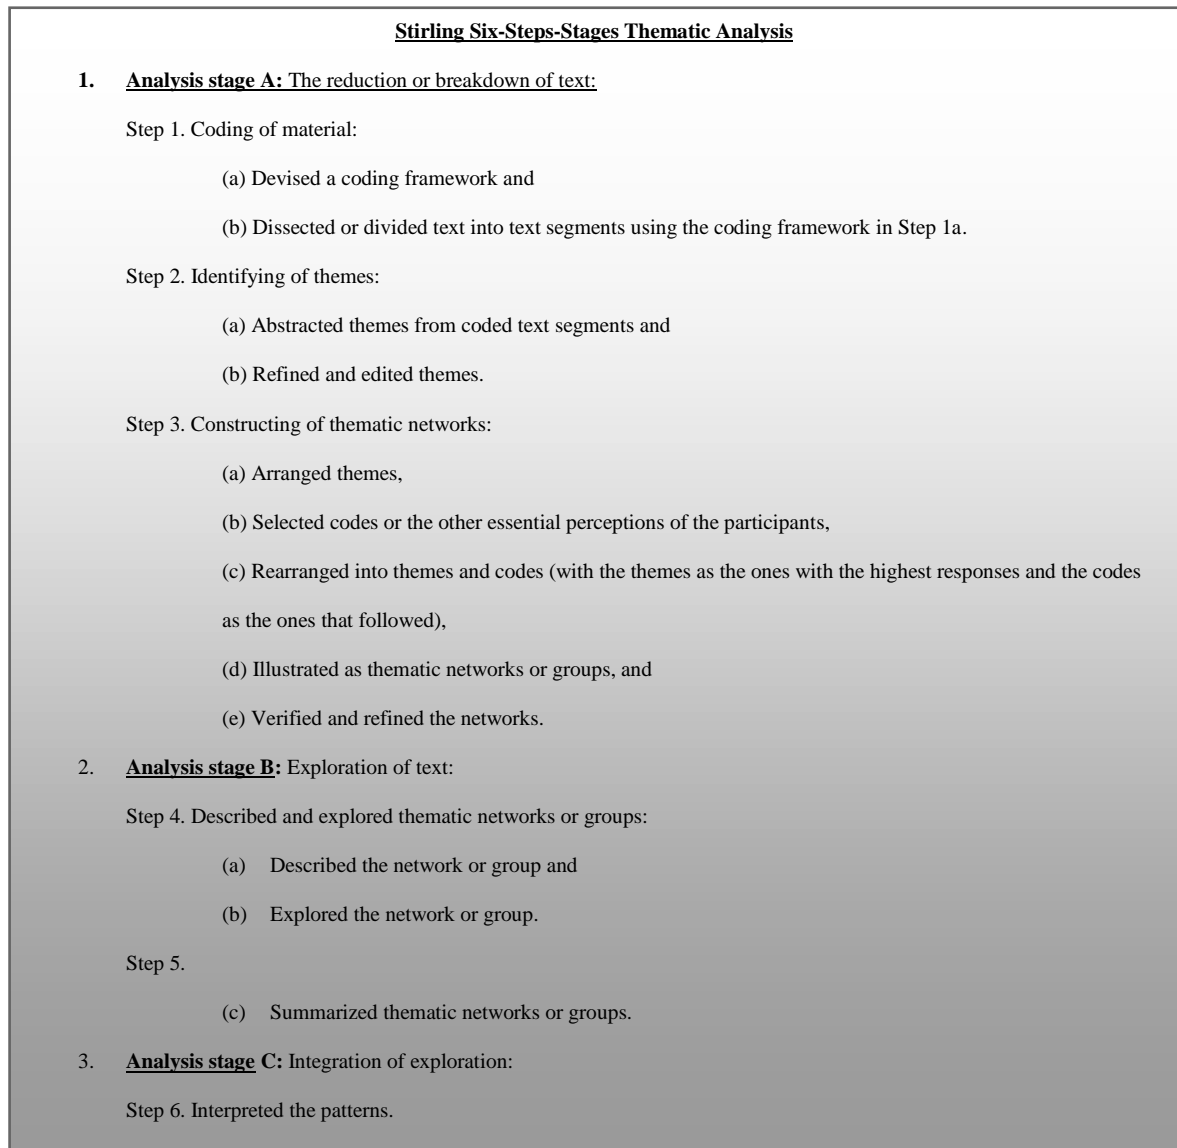 Stirling Six-Steps-Stages Thematic Analysis
1. Analysis stage A: The reduction or breakdown of text:
Step 1. Coding of material:
(a) Devised a coding framework and
(b) Dissected or divided text into text segments using the coding framework in Step 1a.
Step 2. Identifying of themes:
(a) Abstracted themes from coded text segments and
(b) Refined and edited themes.
Step 3. Constructing of thematic networks:
(a) Arranged themes,
(b) Selected codes or the other essential perceptions of the participants,
(c) Rearranged into themes and codes (with the themes as the ones with the highest responses and the codes
as the ones that followed),
(d) Illustrated as thematic networks or groups, and
(e) Verified and refined the networks.
2. Analysis stage B: Exploration of text:
Step 4. Described and explored thematic networks or groups:
(a) Described the network or group and
(b) Explored the network or group.
Step 5.
(c) Summarized thematic networks or groups.
3. Analysis stage C: Integration of exploration:
Step 6. Interpreted the patterns.